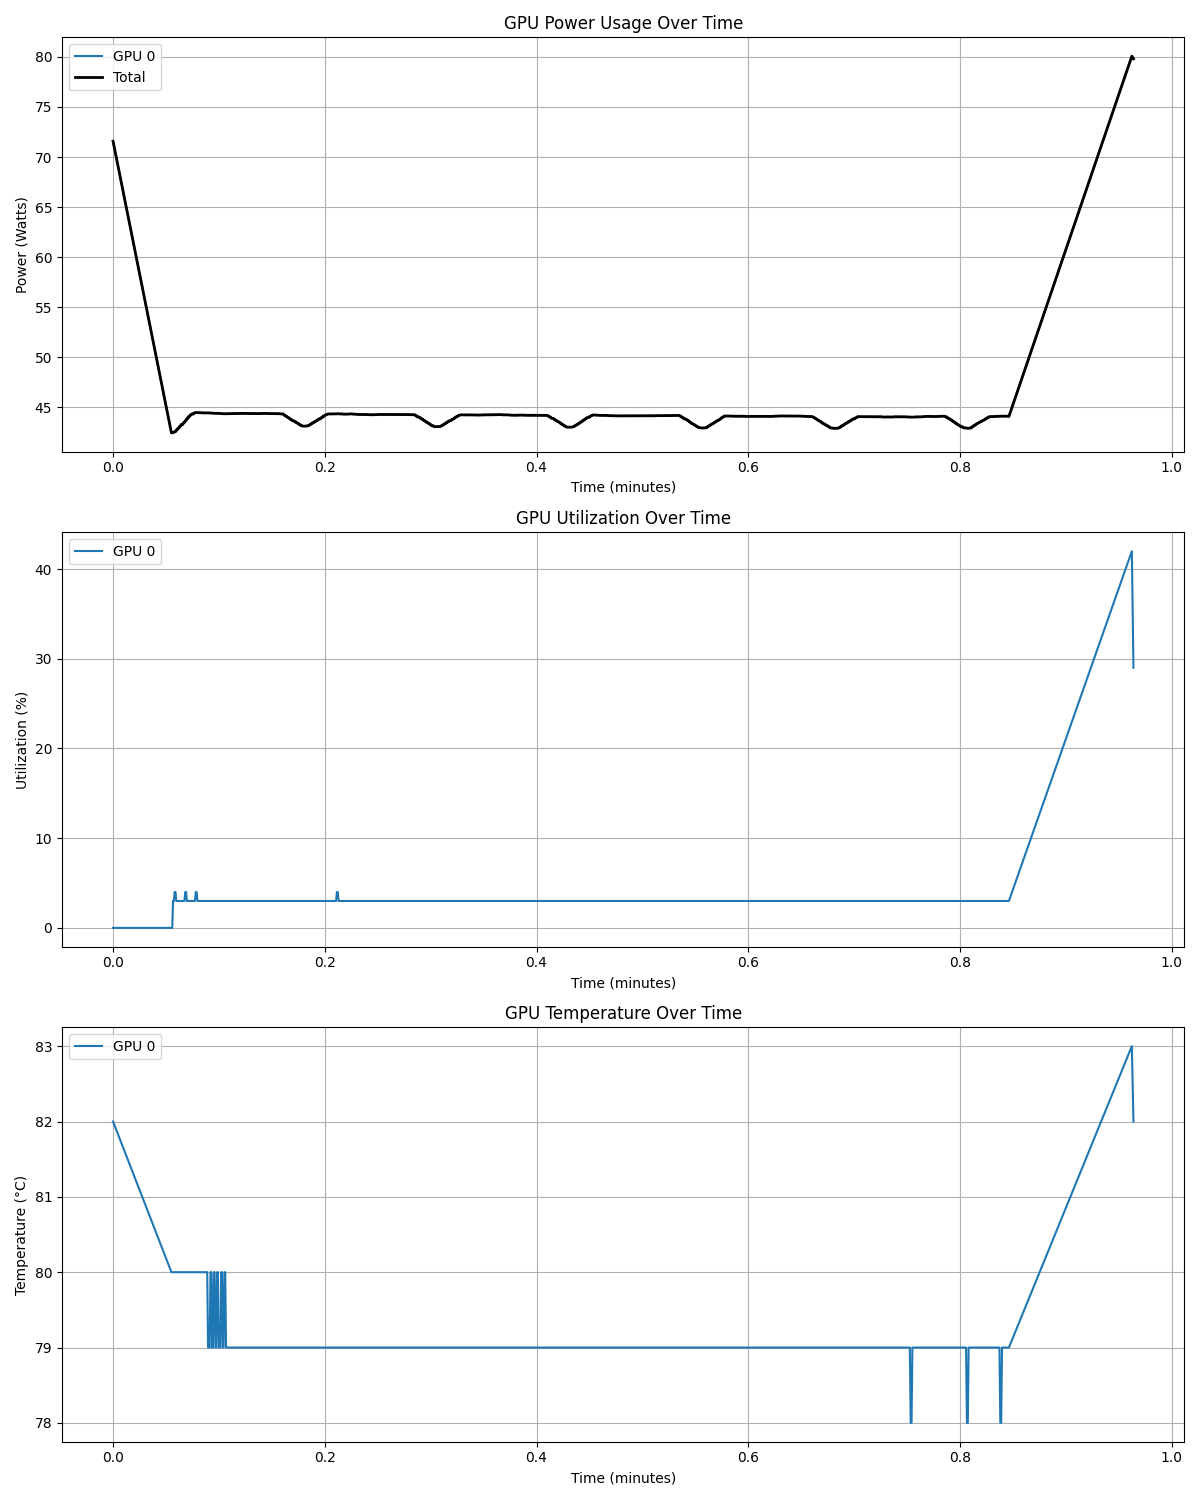 GPU Power Usage Over Time
GPU 0
Total
80
75
70
65
60
55
50
45
Power (Watts)
0.0 0.2 0.4 0.6 0.8 1.0
Time (minutes)
GPU Utilization Over Time
GPU 0
40
30
20
10
0
Utilization (%)
0.0 0.2 0.4 0.6 0.8 1.0
Time (minutes)
GPU Temperature Over Time
GPU 0
83
82
81
80
79
78
Temperature (°C)
0.0 0.2 0.4 0.6 0.8 1.0
Time (minutes)